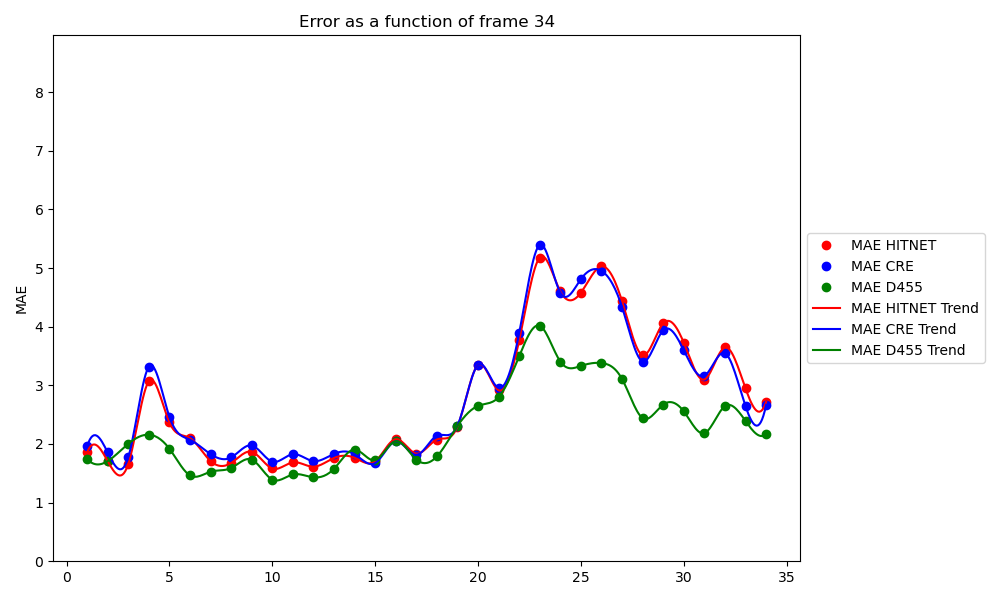 Error as a function of frame 34
MAE
8
7
6
5
4
3
2
1
0
0 5 10 15 20 25 30 35
MAE HITNET
MAE CRE
MAE D455
MAE HITNET Trend
MAE CRE Trend
MAE D455 Trend